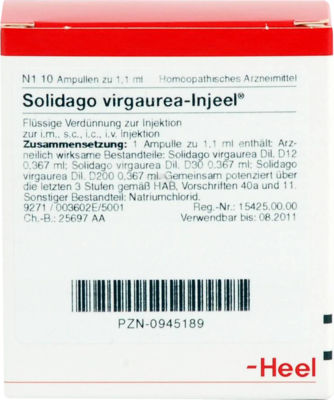 N1 10 Ampullen zu 1,1 ml Homöopathisches Arzneimittel
Solidago virgaurea-Injeel®
Flüssige Verdünnung zur Injektion
zur i.m., s.c., i.c., i.v. Injektion
Zusammensetzung: 1 Ampulle zu 1,1 ml enthält: Arz-
neilich wirksame Bestandteile: Solidago virgaurea Dil. D12
0,367 ml; Solidago virgaurea Dil. D30 0,367 ml; Solidago
virgaurea Dil. D200 0,367 ml. Gemeinsam potenziert über
die letzten 3 Stufen gemäß HAB, Vorschriften 40a und 11.
Sonstiger Bestandteil: Natriumchlorid.
9271 / 003602E/5001 Reg.-Nr.: 15425.00.00
Ch.-B.: 25697 AA Verwendbar bis: 08.2011
PZN-0945189
-Heel